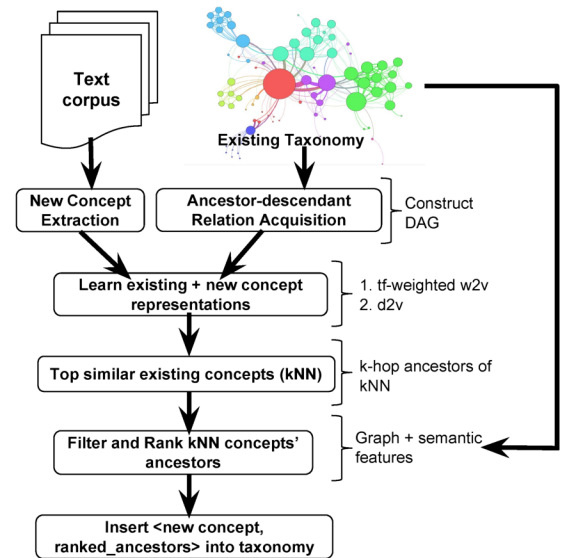 Text
corpus
Existing Taxonomy
New Concept
Extraction
Ancestor-descendant
Relation Acquisition
Construct
DAG
Learn existing + new concept
representations
1. tf-weighted w2v
2. d2v
Top similar existing concepts (kNN)
k-hop ancestors of
kNN
Filter and Rank kNN concepts'
ancestors
Graph + semantic
features
Insert <new concept,
ranked_ancestors> into taxonomy